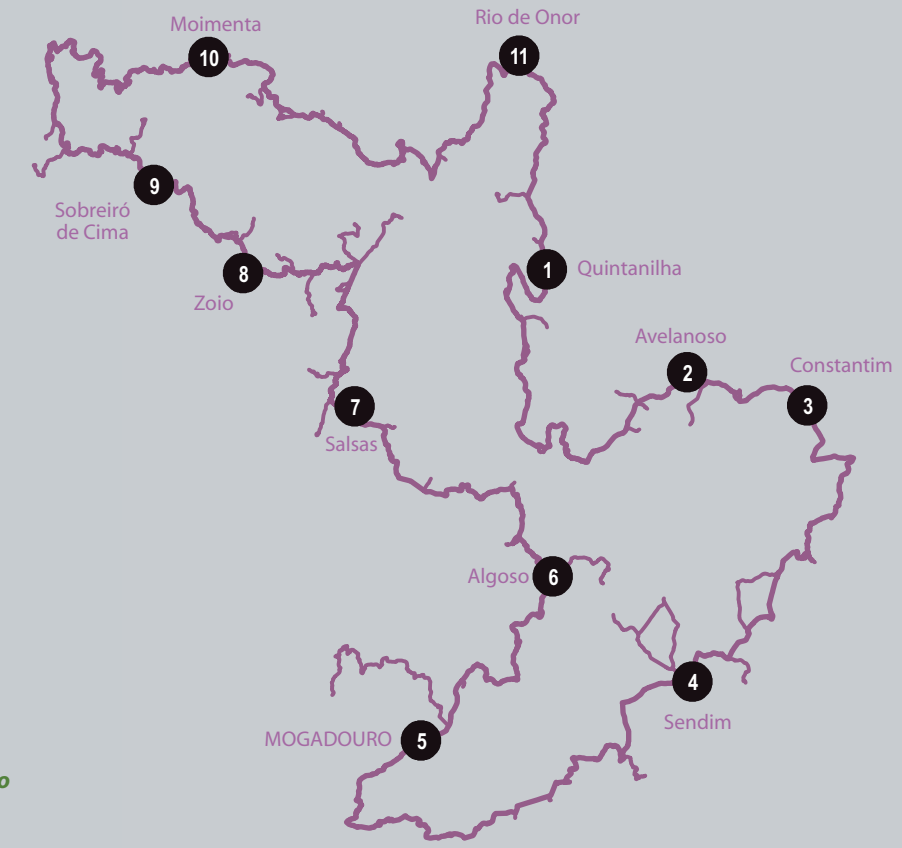 Moimenta
10
Rio de Onor
11
9
Sobreiró
de Cima
8
Zoio
1
Quintanilha
Avelanoso
2
Constantim
3
7
Salsas
Algoso
6
4
Sendim
MOGADOURO
5
o